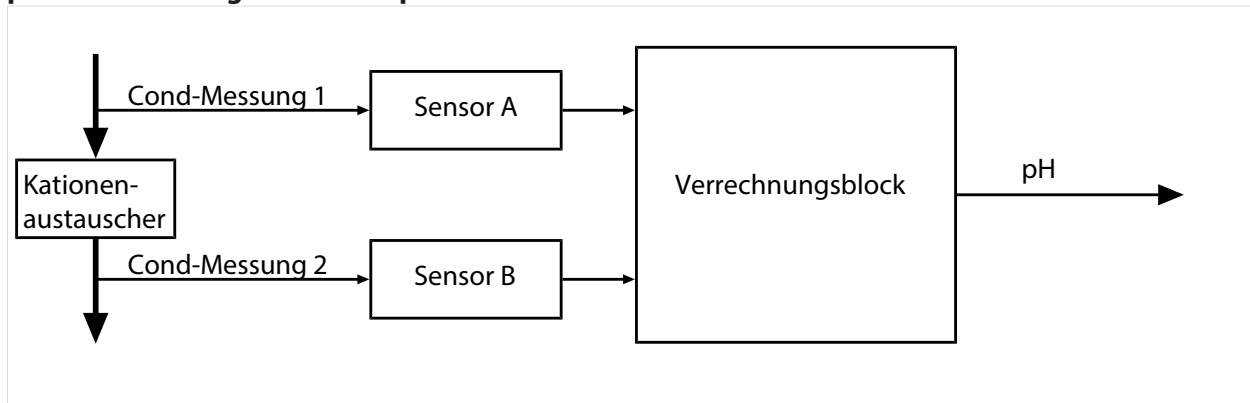 Cond-Messung 1
Sensor A
Kationen-
austauscher
Verrechnungsblock
pH
Cond-Messung 2
Sensor B